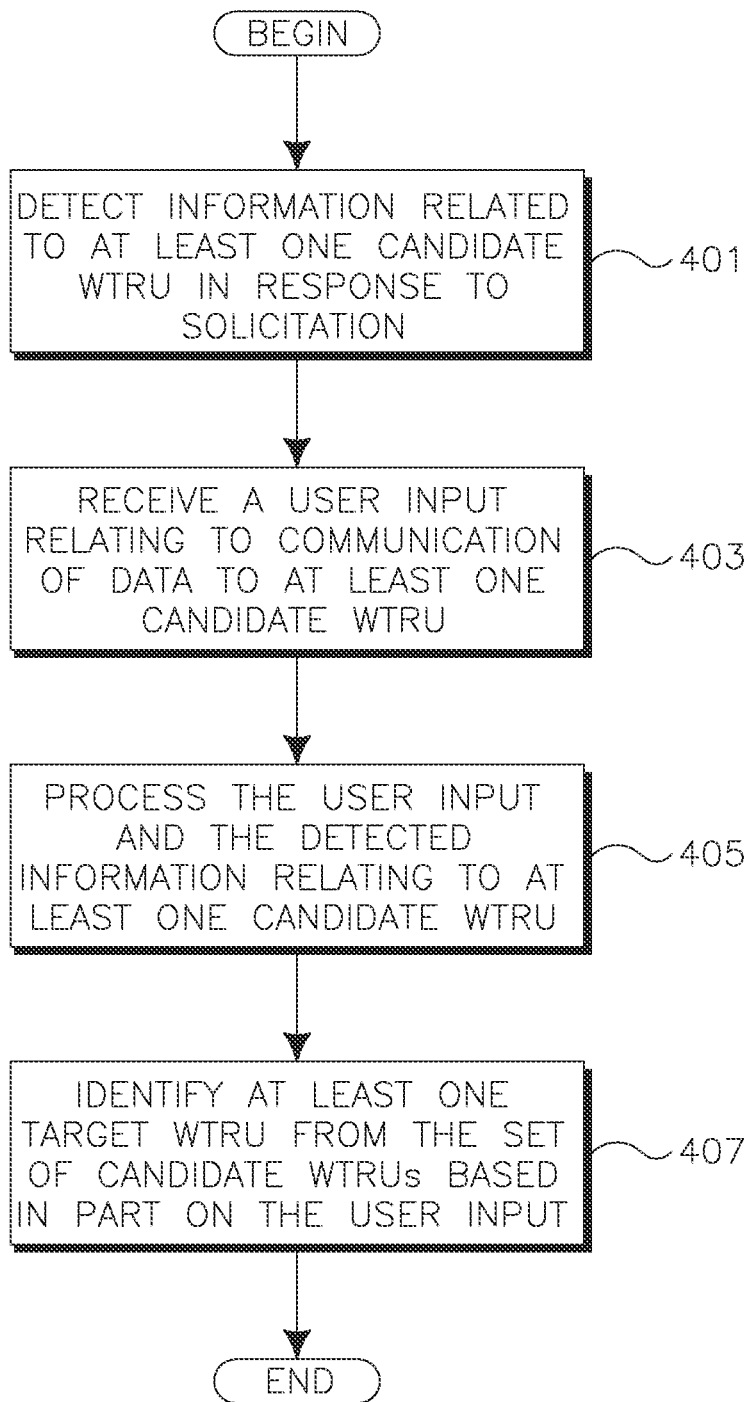 BEGIN
DETECT INFORMATION RELATED
TO AT LEAST ONE CANDIDATE
WTRU IN RESPONSE TO
SOLICITATION
401
RECEIVE A USER INPUT
RELATING TO COMMUNICATION
OF DATA TO AT LEAST ONE
CANDIDATE WTRU
403
PROCESS THE USER INPUT
AND THE DETECTED
INFORMATION RELATING TO AT
LEAST ONE CANDIDATE WTRU
405
IDENTIFY AT LEAST ONE
TARGET WTRU FROM THE SET
OF CANDIDATE WTRUs BASED
IN PART ON THE USER INPUT
407
END